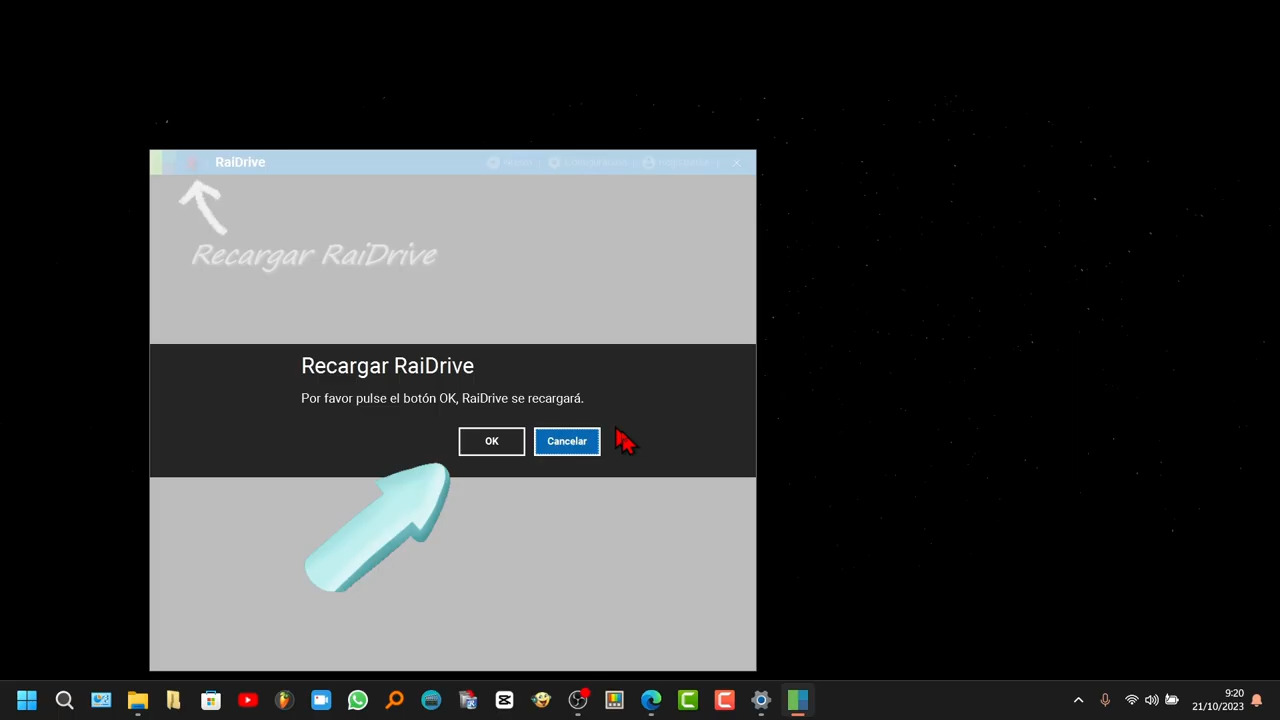 RaiDrive
Recargar RaiDrive
Recargar RaiDrive
Por favor pulse el botón OK, RaiDrive se recargará.
OK
Cancelar
9:20
21/10/2023